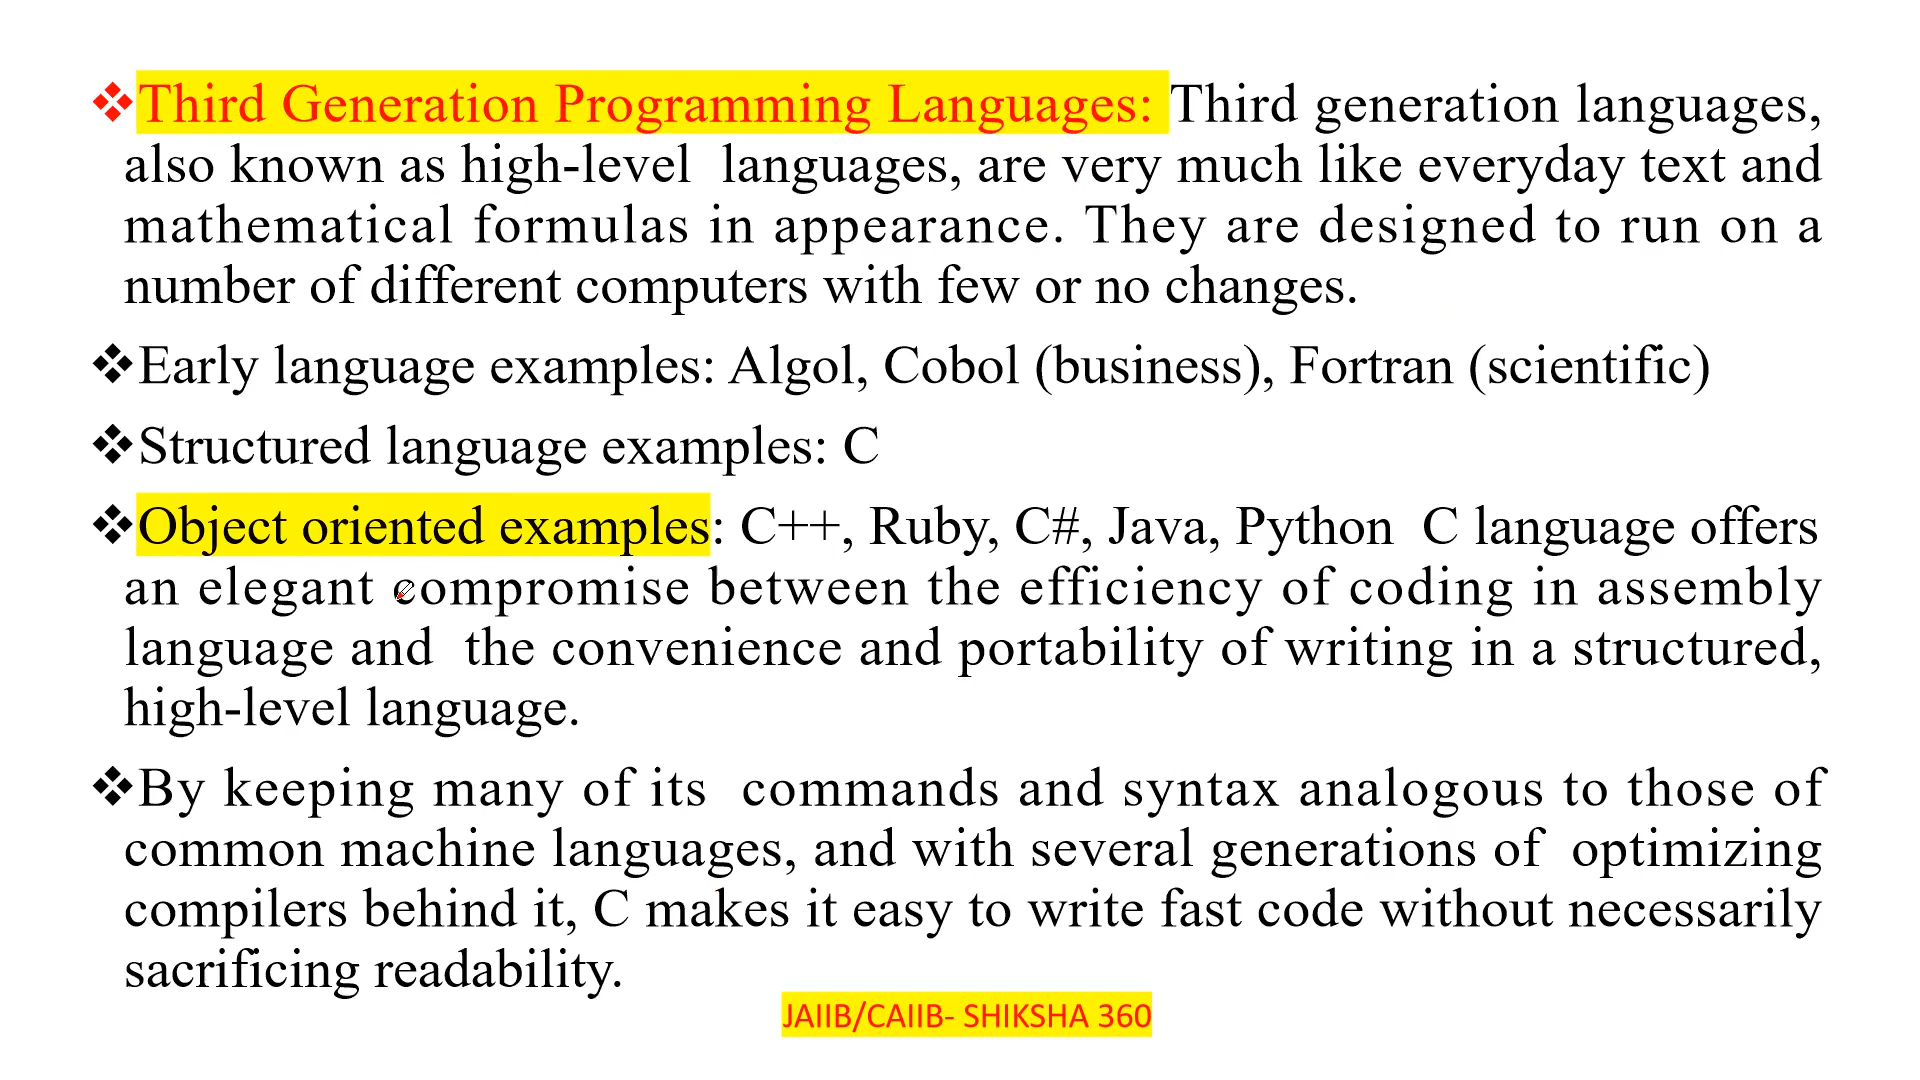 ❖Third Generation Programming Languages: Third generation languages,
also known as high-level languages, are very much like everyday text and
mathematical formulas in appearance. They are designed to run on a
number of different computers with few or no changes.
❖Early language examples: Algol, Cobol (business), Fortran (scientific)
❖Structured language examples: C
❖Object oriented examples: C++, Ruby, C#, Java, Python C language offers
an elegant compromise between the efficiency of coding in assembly
language and the convenience and portability of writing in a structured,
high-level language.
❖By keeping many of its commands and syntax analogous to those of
common machine languages, and with several generations of optimizing
compilers behind it, C makes it easy to write fast code without necessarily
sacrificing readability.
JAIIB/CAIIB- SHIKSHA 360